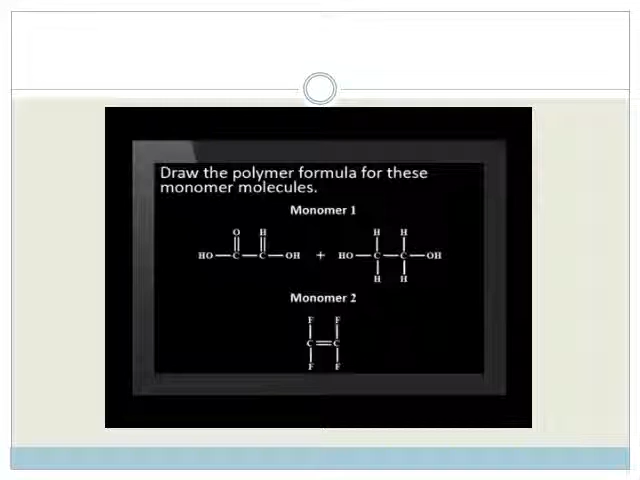 Draw the polymer formula for these
monomer molecules.
Monomer 1
O H H H
HO C C OH + HO C C OH
H H
Monomer 2
F F
C C
F F